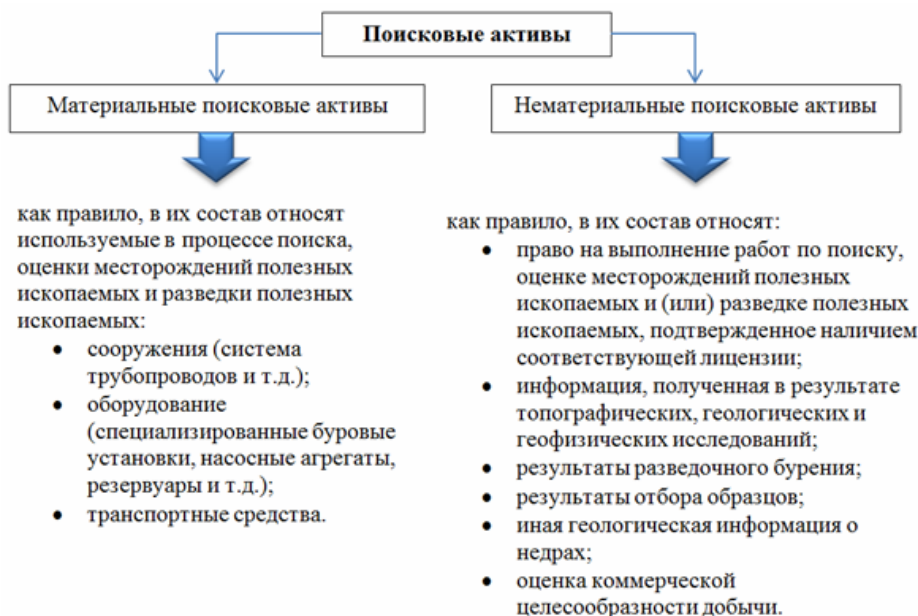 Поисковые активы
Материальные поисковые активы
Нематериальные поисковые активы
как правило, в их состав относят
используемые в процессе поиска,
оценки месторождений полезных
ископаемых и разведки полезных
ископаемых:
• сооружения (система
трубопроводов и т.д.);
• оборудование
(специализированные буровые
установки, насосные агрегаты,
резервуары и т.д.);
• транспортные средства.
как правило, в их состав относят:
• право на выполнение работ по поиску,
оценке месторождений полезных
ископаемых и (или) разведке полезных
ископаемых, подтвержденное наличием
соответствующей лицензии;
• информация, полученная в результате
топографических, геологических и
геофизических исследований;
• результаты разведочного бурения;
• результаты отбора образцов;
• иная геологическая информация о
недрах;
• оценка коммерческой
целесообразности добычи.